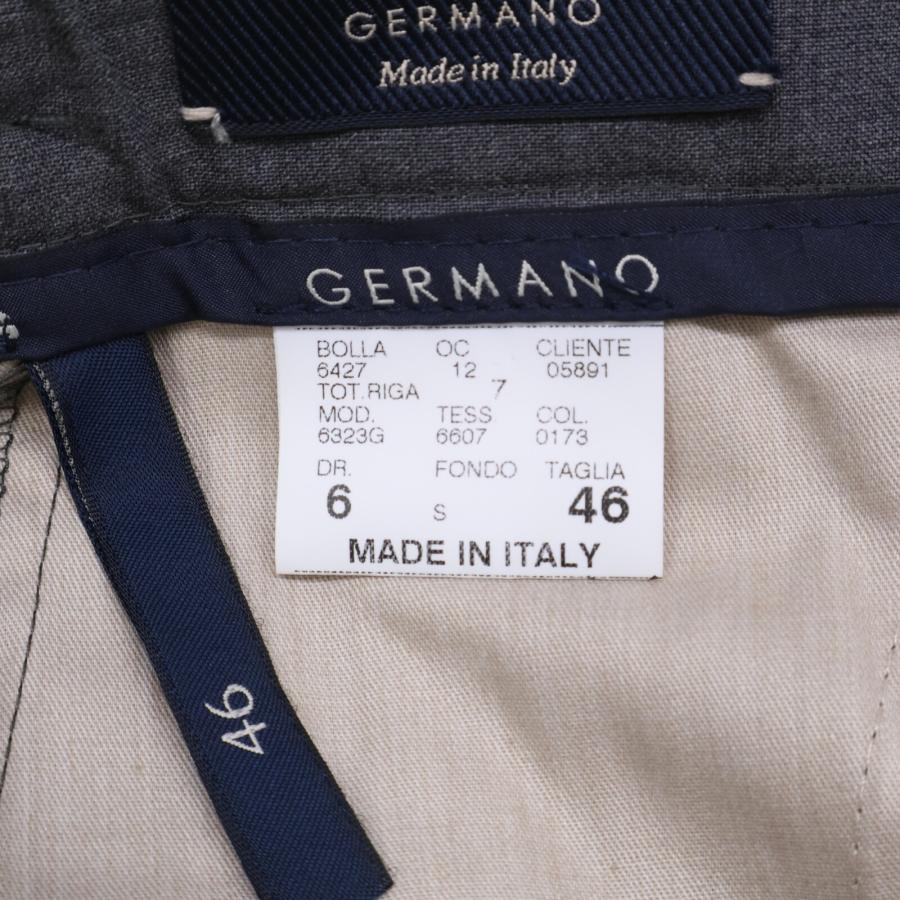 GERMANO
Made in Italy
GERMANO
BOLLA OC CLIENTE
6427 12 05891
TOT.RIGA 7
MOD. TESS COL.
6323G 6607 0173
DR. FONDO TAGLIA
6 S 46
MADE IN ITALY
46